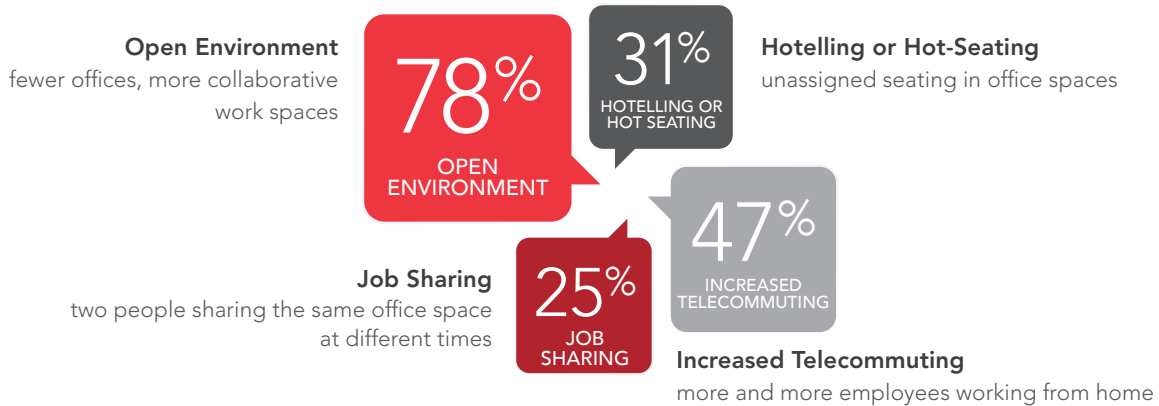 Open Environment
fewer offices, more collaborative
work spaces
78%
OPEN
ENVIRONMENT
31%
HOTELLING OR
HOT SEATING
Hotelling or Hot-Seating
unassigned seating in office spaces
Job Sharing
two people sharing the same office space
at different times
25%
JOB
SHARING
47%
INCREASED
TELECOMMUTING
Increased Telecommuting
more and more employees working from home